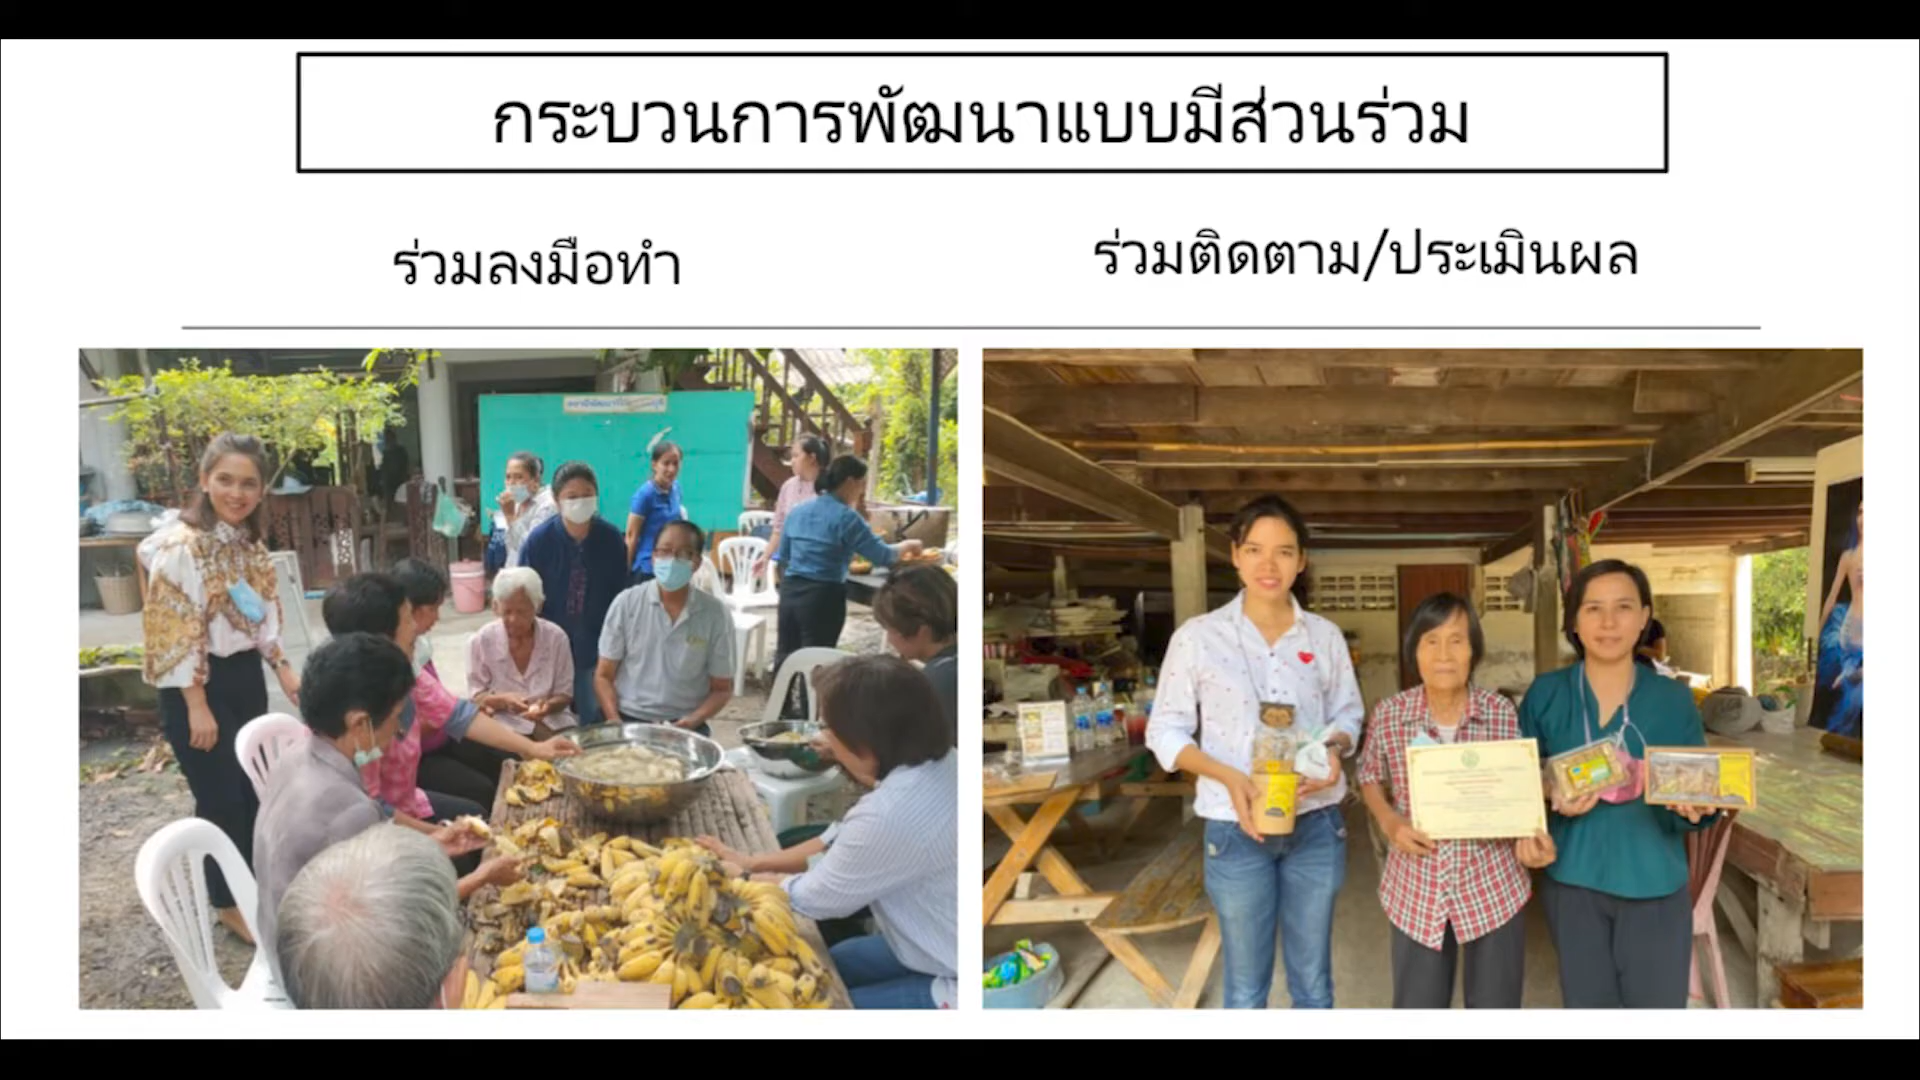 กระบวนการพัฒนาแบบมีส่วนร่วม
ร่วมลงมือทำ
ร่วมติดตาม/ประเมินผล